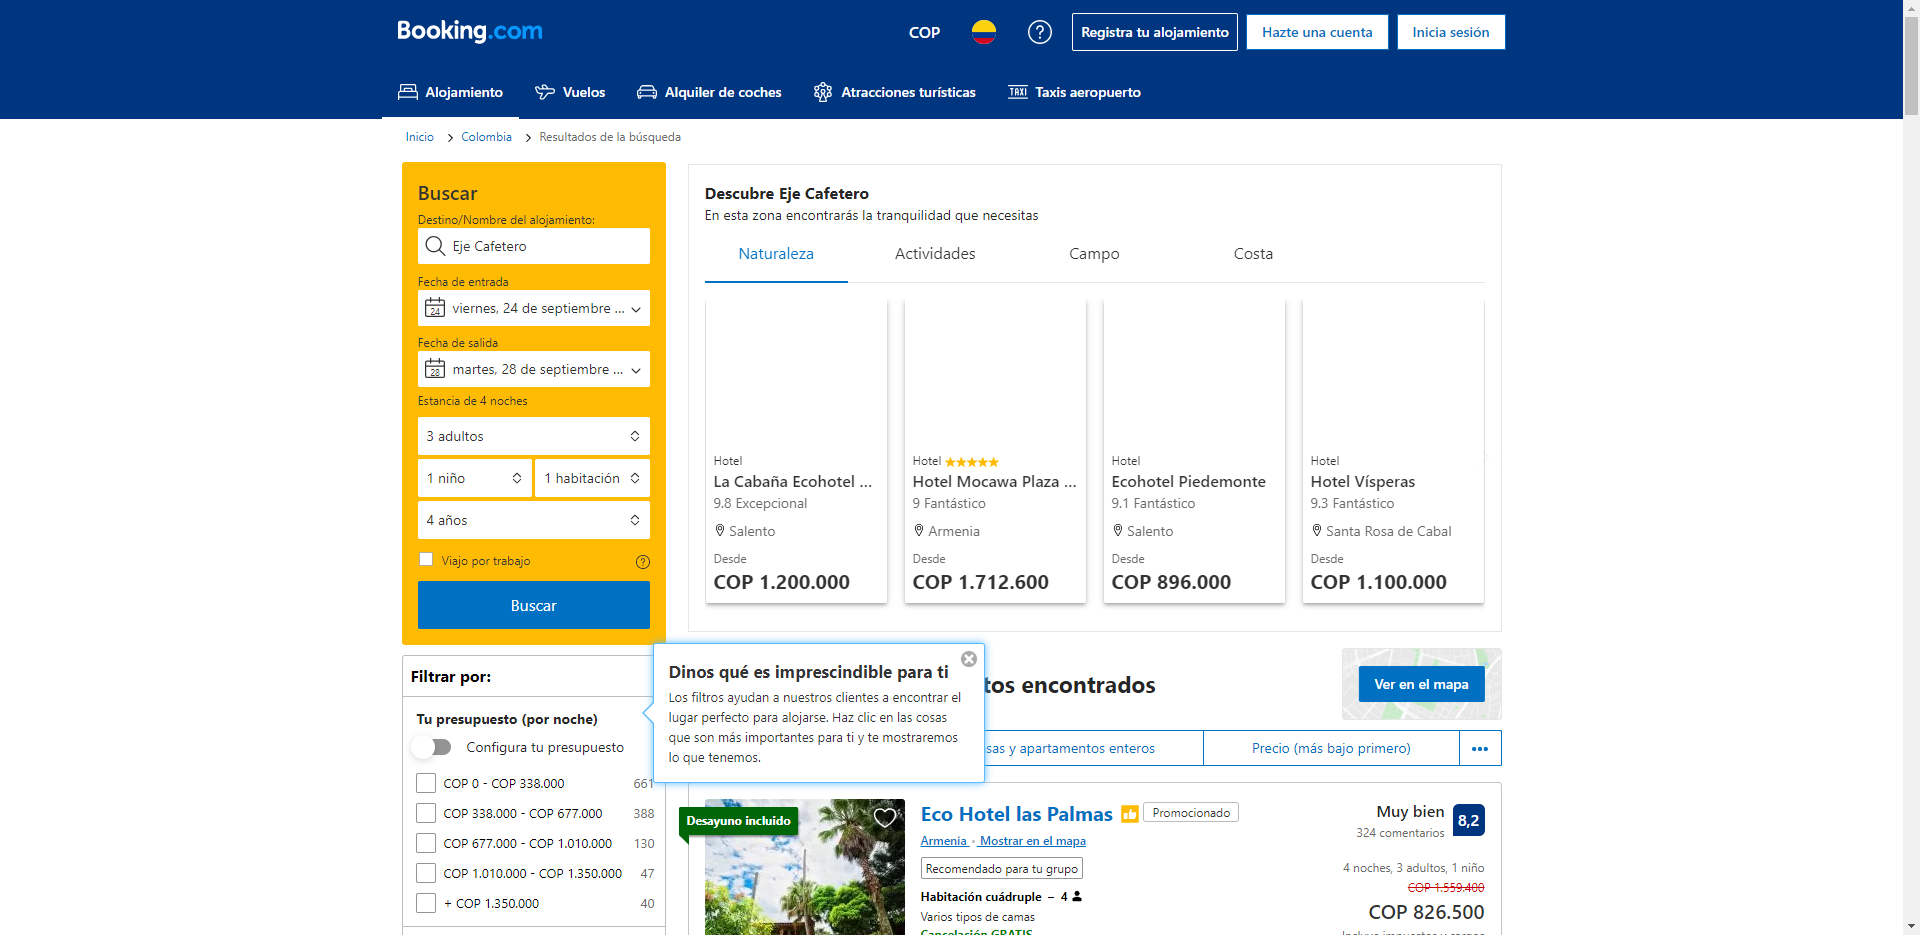 Booking.com
COP
Registra tu alojamiento
Hazte una cuenta
Inicia sesión
Alojamiento
Vuelos
Alquiler de coches
Atracciones turísticas
TAXI Taxis aeropuerto
Inicio > Colombia > Resultados de la búsqueda
Buscar
Destino/Nombre del alojamiento:
Eje Cafetero
Fecha de entrada
24 viernes, 24 de septiembre ...
Fecha de salida
28 martes, 28 de septiembre ...
Estancia de 4 noches
3 adultos
1 niño
1 habitación
4 años
Viajo por trabajo
Buscar
Descubre Eje Cafetero
En esta zona encontrarás la tranquilidad que necesitas
Naturaleza
Actividades
Campo
Costa
Hotel
La Cabaña Ecohotel ...
9.8 Excepcional
Salento
Desde
COP 1.200.000
Hotel
Hotel Mocawa Plaza ...
9 Fantástico
Armenia
Desde
COP 1.712.600
Hotel
Ecohotel Piedemonte
9.1 Fantástico
Salento
Desde
COP 896.000
Hotel
Hotel Vísperas
9.3 Fantástico
Santa Rosa de Cabal
Desde
COP 1.100.000
Filtrar por:
Tu presupuesto (por noche)
Configura tu presupuesto
COP 0 - COP 338.000 661
COP 338.000 - COP 677.000 388
COP 677.000 - COP 1.010.000 130
COP 1.010.000 - COP 1.350.000 47
+ COP 1.350.000 40
Dinos qué es imprescindible para ti
Los filtros ayudan a nuestros clientes a encontrar el
lugar perfecto para alojarse. Haz clic en las cosas
que son más importantes para ti y te mostraremos
lo que tenemos.
tos encontrados
Ver en el mapa
sas y apartamentos enteros
Precio (más bajo primero)
Desayuno incluido
Eco Hotel las Palmas
Promocionado
Armenia · Mostrar en el mapa
Recomendado para tu grupo
Habitación cuádruple – 4
Varios tipos de camas
Cancelación GRATIS
Muy bien
324 comentarios
8,2
4 noches, 3 adultos, 1 niño
COP 1.559.400
COP 826.500
Incluye impuestos y cargos